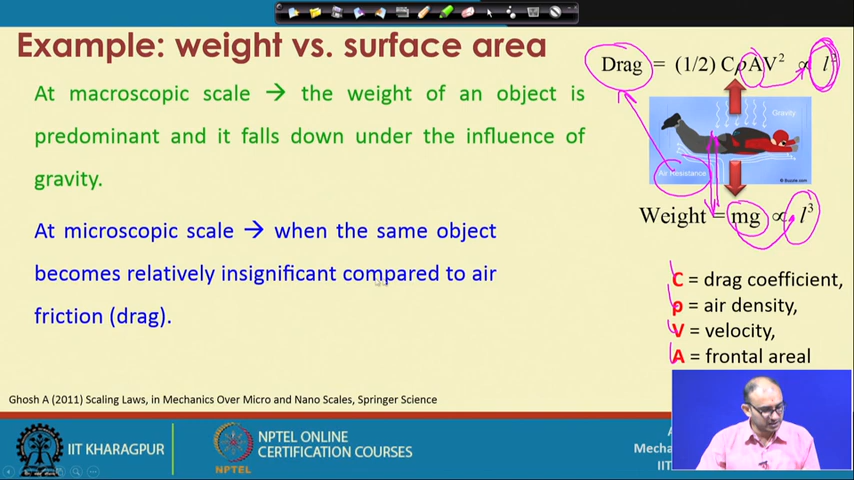 Example: weight vs. surface area
At macroscopic scale → the weight of an object is
predominant and it falls down under the influence of
gravity.
At microscopic scale → when the same object
becomes relatively insignificant compared to air
friction (drag).
Drag = (1/2) CρAV² ∝ l²
Gravity
Air Resistance
Weight = mg ∝ l³
C = drag coefficient,
ρ = air density,
V = velocity,
A = frontal areal
Ghosh A (2011) Scaling Laws, in Mechanics Over Micro and Nano Scales, Springer Science
IIT KHARAGPUR
NPTEL
NPTEL ONLINE
CERTIFICATION COURSES
A
Mecha
IIT